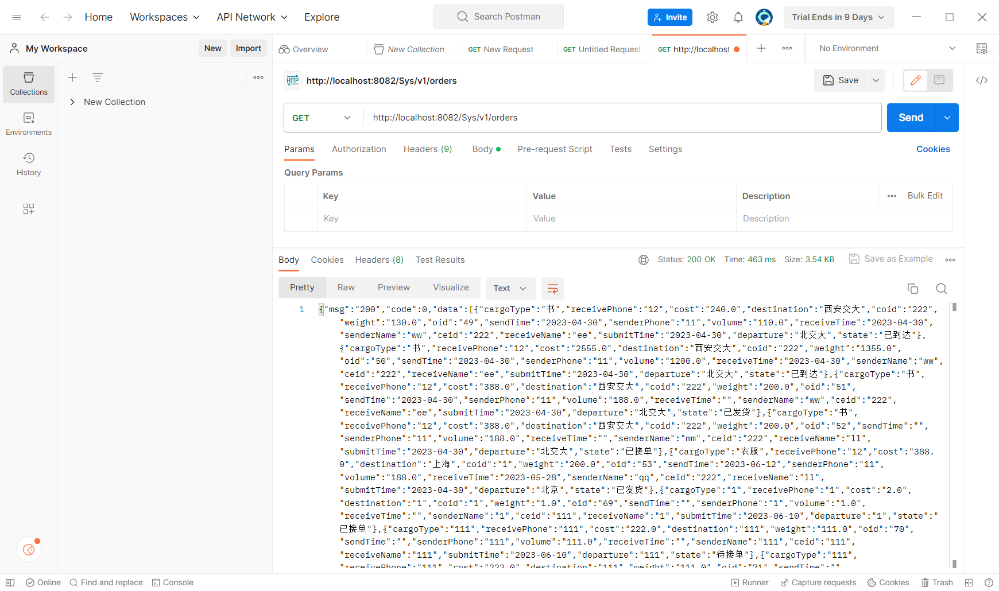 Home
Workspaces
API Network
Explore
Search Postman
Invite
Trial Ends in 9 Days
My Workspace
New
Import
Overview
New Collection
GET New Request
GET Untitled Request
GET http://localhost
No Environment
Collections
Environments
History
New Collection
HTTP
http://localhost:8082/Sys/v1/orders
Save
GET
http://localhost:8082/Sys/v1/orders
Send
Params
Authorization
Headers (9)
Body
Pre-request Script
Tests
Settings
Cookies
Query Params
Key
Value
Description
Bulk Edit
Key
Value
Description
Body
Cookies
Headers (8)
Test Results
Status: 200 OK
Time: 463 ms
Size: 3.54 KB
Save as Example
Pretty
Raw
Preview
Visualize
Text
1
{"msg":"200","code":0,"data":[{"cargoType":"书","receivePhone":"12","cost":"240.0","destination":"西安交大","coid":"222",
"weight":"130.0","oid":"49","sendTime":"2023-04-30","senderPhone":"11","volume":"110.0","receiveTime":"2023-04-30",
"senderName":"ww","ceid":"222","receiveName":"ee","submitTime":"2023-04-30","departure":"北交大","state":"已到达"},
{"cargoType":"书","receivePhone":"12","cost":"2555.0","destination":"西安交大","coid":"222","weight":"1355.0",
"oid":"50","sendTime":"2023-04-30","senderPhone":"11","volume":"1200.0","receiveTime":"2023-04-30","senderName":"ww",
"ceid":"222","receiveName":"ee","submitTime":"2023-04-30","departure":"北交大","state":"已到达"},{"cargoType":"书",
"receivePhone":"12","cost":"388.0","destination":"西安交大","coid":"222","weight":"200.0","oid":"51",
"sendTime":"2023-04-30","senderPhone":"11","volume":"188.0","receiveTime":"","senderName":"ww","ceid":"222",
"receiveName":"ee","submitTime":"2023-04-30","departure":"北交大","state":"已发货"},{"cargoType":"书",
"receivePhone":"12","cost":"388.0","destination":"西安交大","coid":"222","weight":"200.0","oid":"52","sendTime":"",
"senderPhone":"11","volume":"188.0","receiveTime":"","senderName":"mm","ceid":"222","receiveName":"ll",
"submitTime":"2023-04-30","departure":"北交大","state":"已接单"},{"cargoType":"衣服","receivePhone":"12","cost":"388.
0","destination":"上海","coid":"1","weight":"200.0","oid":"53","sendTime":"2023-06-12","senderPhone":"11",
"volume":"188.0","receiveTime":"2023-05-28","senderName":"qq","ceid":"222","receiveName":"ll",
"submitTime":"2023-04-30","departure":"北京","state":"已发货"},{"cargoType":"1","receivePhone":"1","cost":"2.0",
"destination":"1","coid":"1","weight":"1.0","oid":"69","sendTime":"","senderPhone":"1","volume":"1.0",
"receiveTime":"","senderName":"1","ceid":"111","receiveName":"1","submitTime":"2023-06-10","departure":"1","state":"
已接单"},{"cargoType":"111","receivePhone":"111","cost":"222.0","destination":"111","weight":"111.0","oid":"70",
"sendTime":"","senderPhone":"111","volume":"111.0","receiveTime":"","senderName":"111","ceid":"111",
"receiveName":"111","submitTime":"2023-06-10","departure":"111","state":"待接单"},{"cargoType":"111",
"receivePhone":"111","cost":"222.0","destination":"111","weight":"111.0","oid":"71","sendTime":""
Online
Find and replace
Console
Runner
Capture requests
Cookies
Trash